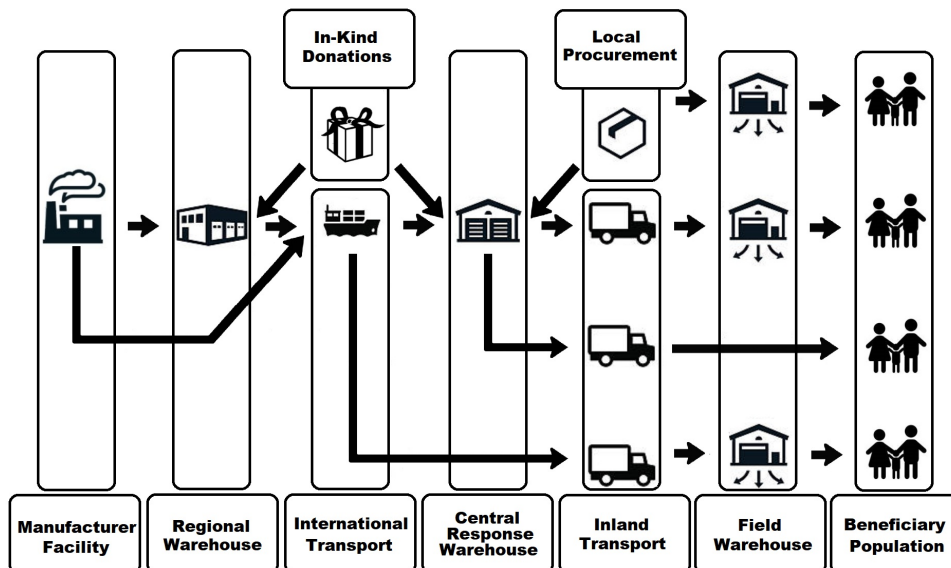 In-Kind
Donations
Local
Procurement
Manufacturer
Facility
Regional
Warehouse
International
Transport
Central
Response
Warehouse
Inland
Transport
Field
Warehouse
Beneficiary
Population